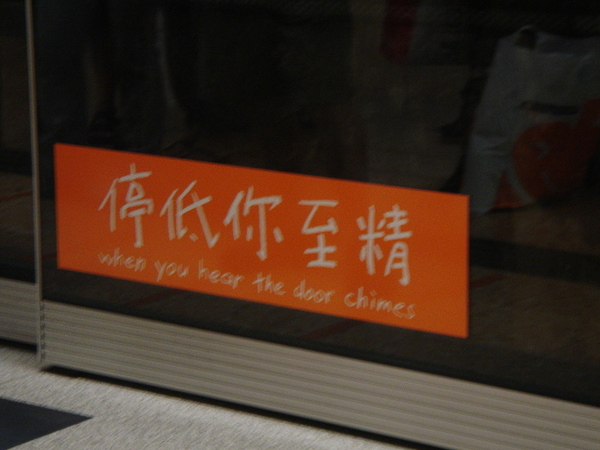 停低你至精
when you hear the door chimes